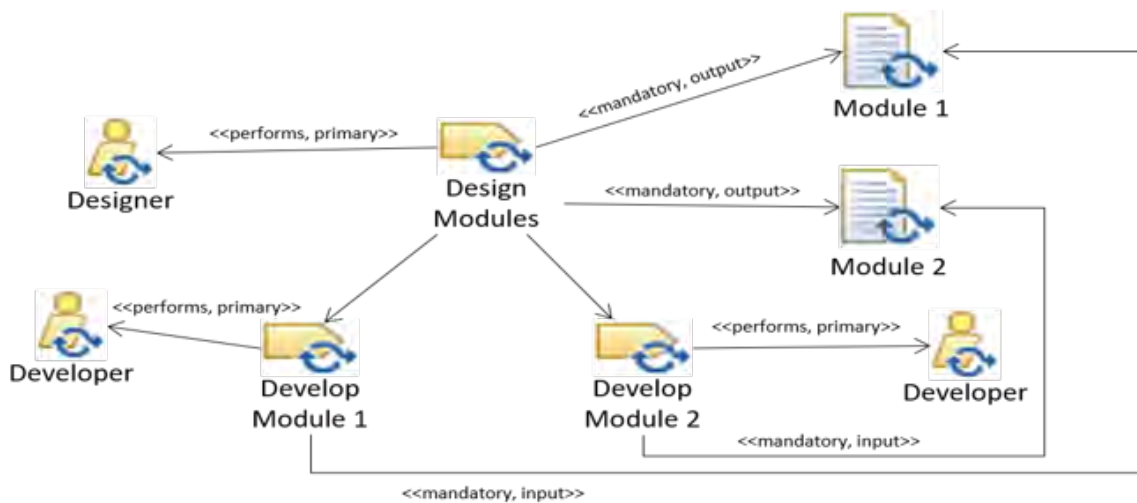 <<mandatory, output>>
Module 1
<<performs, primary>>
Designer
Design
Modules
<<mandatory, output>>
Module 2
<<performs, primary>>
Developer
Develop
Module 1
Develop
Module 2
<<performs, primary>>
Developer
<<mandatory, input>>
<<mandatory, input>>